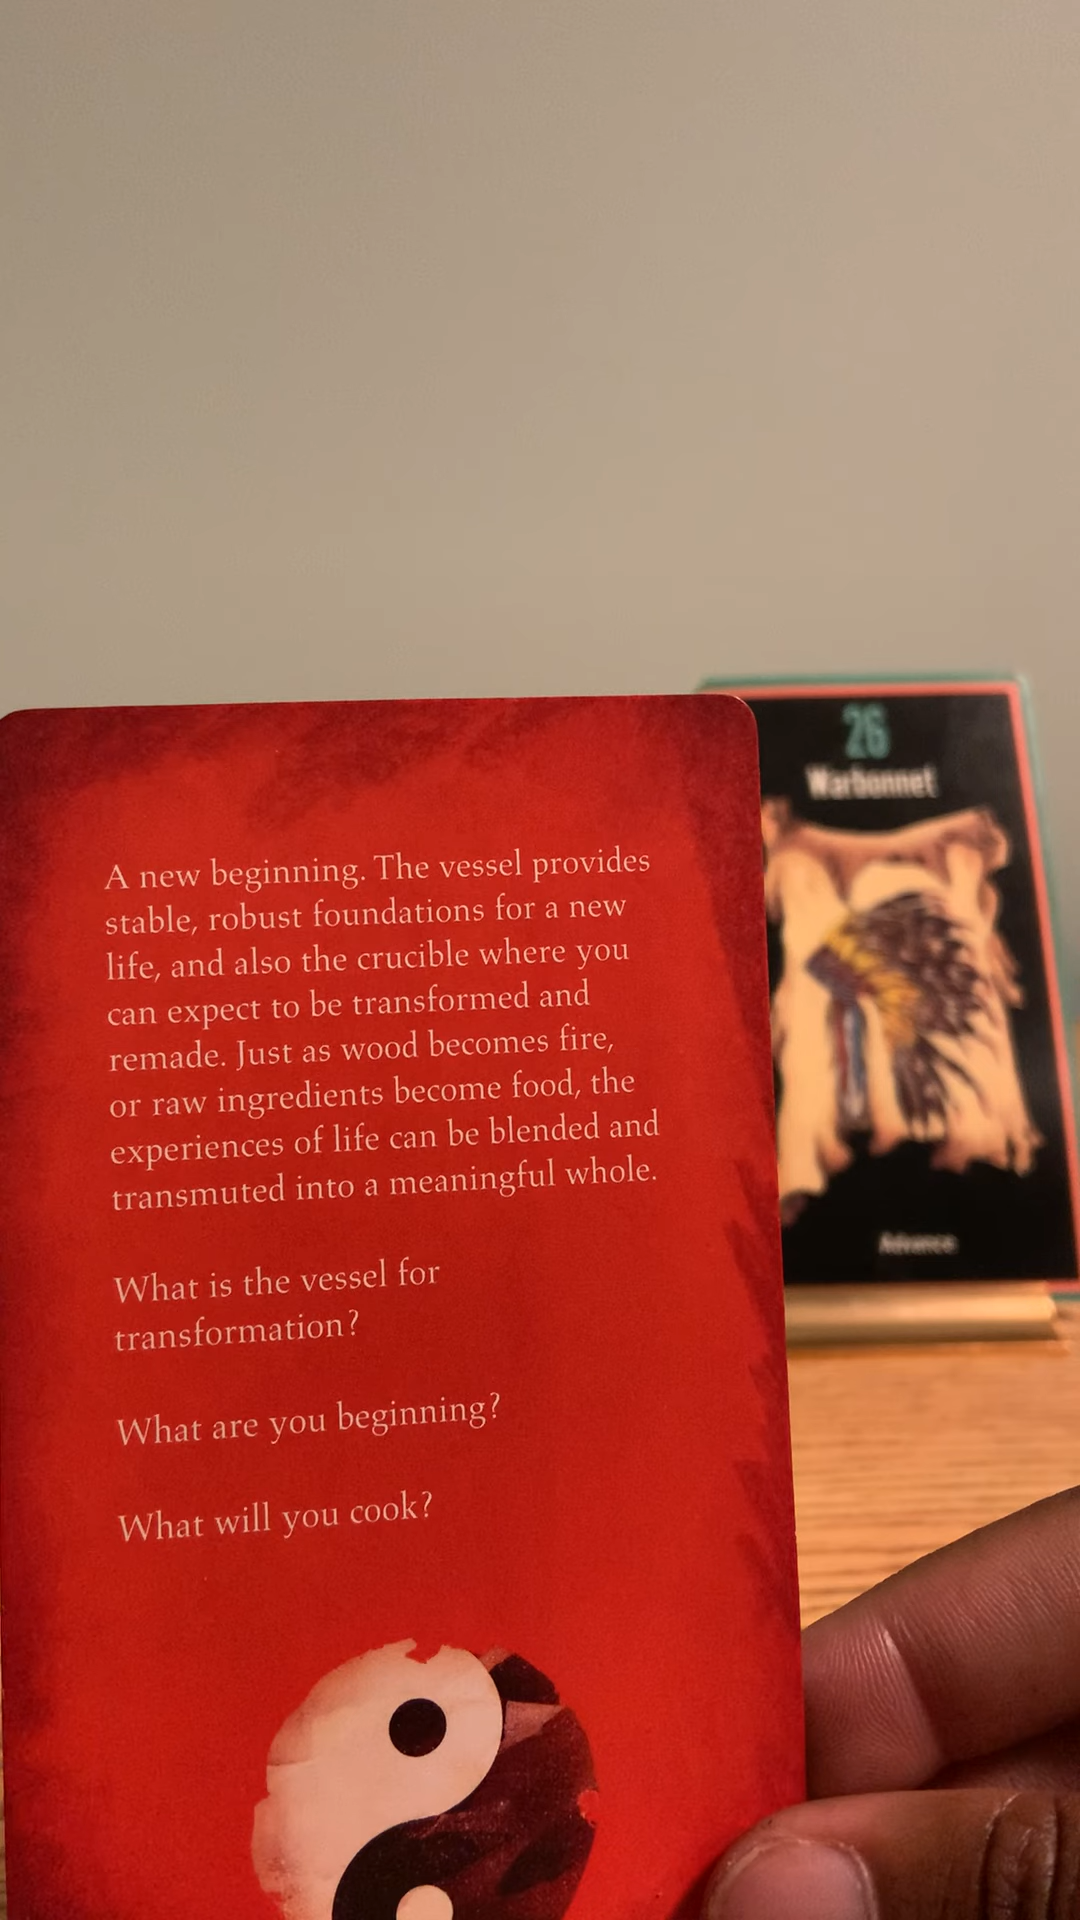 A new beginning. The vessel provides
stable, robust foundations for a new
life, and also the crucible where you
can expect to be transformed and
remade. Just as wood becomes fire,
or raw ingredients become food, the
experiences of life can be blended and
transmuted into a meaningful whole.
What is the vessel for
transformation?
What are you beginning?
What will you cook?
26
Warbonnet
Advance